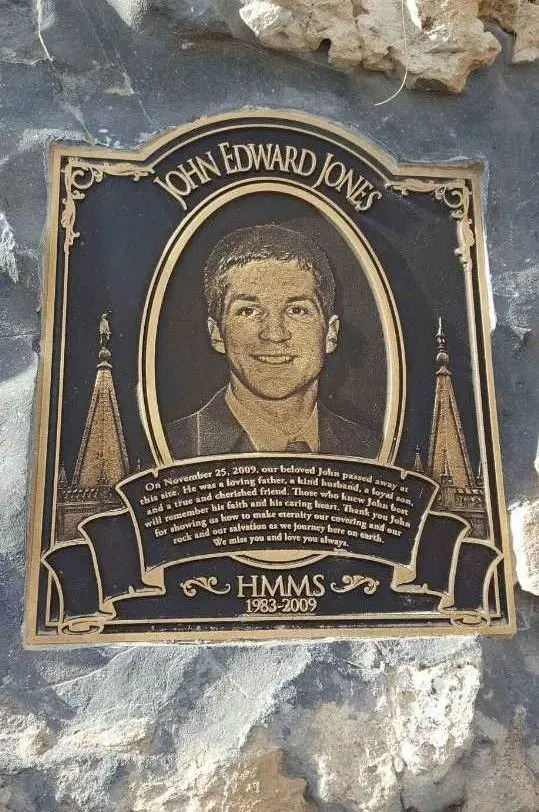 JOHN EDWARD JONES
On November 25, 2009, our beloved John passed away at
this site. He was a loving father, a kind husband, a loyal son,
and a true and cherished friend. Those who knew John best
will remember his faith and his caring heart. Thank you John
for showing us how to make eternity our covering and our
rock and our salvation as we journey here on earth.
We miss you and love you always.
HMMS
1983-2009